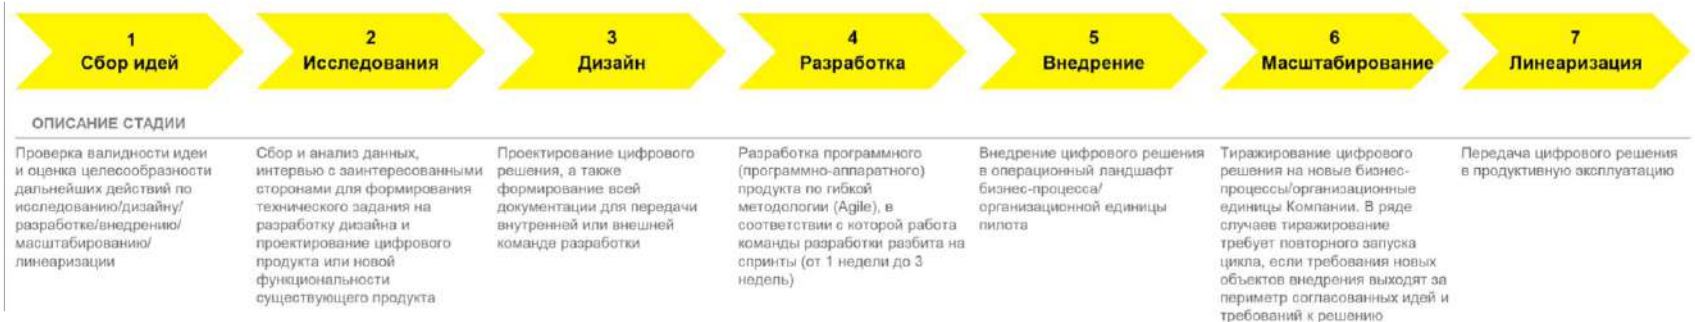 1
Сбор идей
2
Исследования
3
Дизайн
4
Разработка
5
Внедрение
6
Масштабирование
7
Линеаризация
ОПИСАНИЕ СТАДИИ
Проверка валидности идеи
и оценка целесообразности
дальнейших действий по
исследованию/дизайну/
разработке/внедрению/
масштабированию/
линеаризации
Сбор и анализ данных,
интервью с заинтересованными
сторонами для формирования
технического задания на
разработку дизайна и
проектирование цифрового
продукта или новой
функциональности
существующего продукта
Проектирование цифрового
решения, а также
формирование всей
документации для передачи
внутренней или внешней
команде разработки
Разработка программного
(программно-аппаратного)
продукта по гибкой
методологии (Agile), в
соответствии с которой работа
команды разработки разбита на
спринты (от 1 недели до 3
недель)
Внедрение цифрового решения
в операционный ландшафт
бизнес-процесса/
организационной единицы
пилота
Тиражирование цифрового
решения на новые бизнес-
процессы/организационные
единицы Компании. В ряде
случаев тиражирование
требует повторного запуска
цикла, если требования новых
объектов внедрения выходят за
периметр согласованных идей и
требований к решению
Передача цифрового решения
в продуктивную эксплуатацию